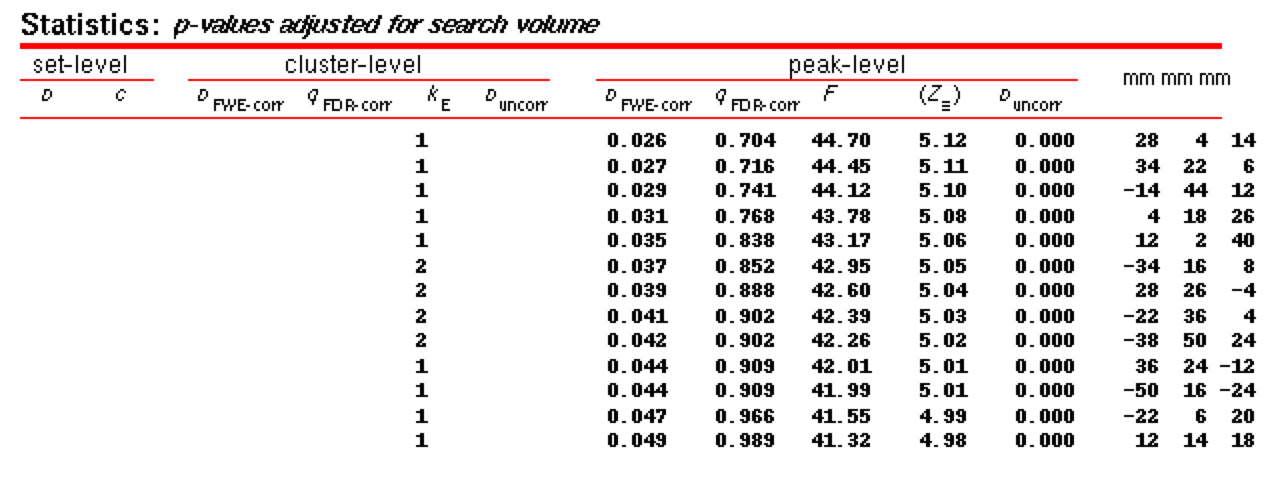 Statistics: p-values adjusted for search volume
set-level cluster-level peak-level mm mm mm
p c p FWE-corr q FDR-corr k E p uncorr p FWE-corr q FDR-corr F (Z≡) p uncorr
1 0.026 0.704 44.70 5.12 0.000 28 4 14
1 0.027 0.716 44.45 5.11 0.000 34 22 6
1 0.029 0.741 44.12 5.10 0.000 -14 44 12
1 0.031 0.768 43.78 5.08 0.000 4 18 26
1 0.035 0.838 43.17 5.06 0.000 12 2 40
2 0.037 0.852 42.95 5.05 0.000 -34 16 8
2 0.039 0.888 42.60 5.04 0.000 28 26 -4
2 0.041 0.902 42.39 5.03 0.000 -22 36 4
2 0.042 0.902 42.26 5.02 0.000 -38 50 24
1 0.044 0.909 42.01 5.01 0.000 36 24 -12
1 0.044 0.909 41.99 5.01 0.000 -50 16 -24
1 0.047 0.966 41.55 4.99 0.000 -22 6 20
1 0.049 0.989 41.32 4.98 0.000 12 14 18